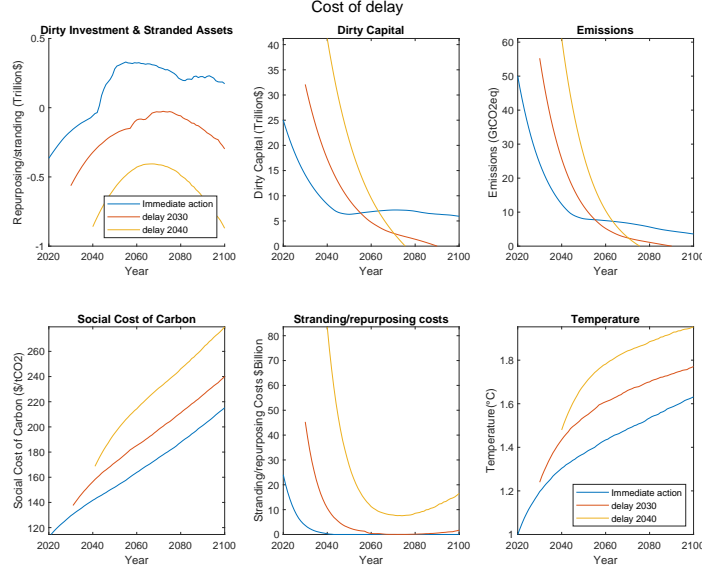 Cost of delay
Dirty Investment & Stranded Assets
Repurposing/stranding (Trillion$)
0.5
0
-0.5
-1
Immediate action
delay 2030
delay 2040
2020 2040 2060 2080 2100
Year
Dirty Capital
Dirty Capital (Trillion$)
40
35
30
25
20
15
10
5
0
2020 2040 2060 2080 2100
Year
Emissions
Emissions (GtCO2eq)
60
50
40
30
20
10
0
2020 2040 2060 2080 2100
Year
Social Cost of Carbon
Social Cost of Carbon ($/tCO2)
260
240
220
200
180
160
140
120
2020 2040 2060 2080 2100
Year
Stranding/repurposing costs
Stranding/repurposing Costs $Billion
80
70
60
50
40
30
20
10
0
2020 2040 2060 2080 2100
Year
Temperature
Temperature(°C)
1.8
1.6
1.4
1.2
1
Immediate action
delay 2030
delay 2040
2020 2040 2060 2080 2100
Year